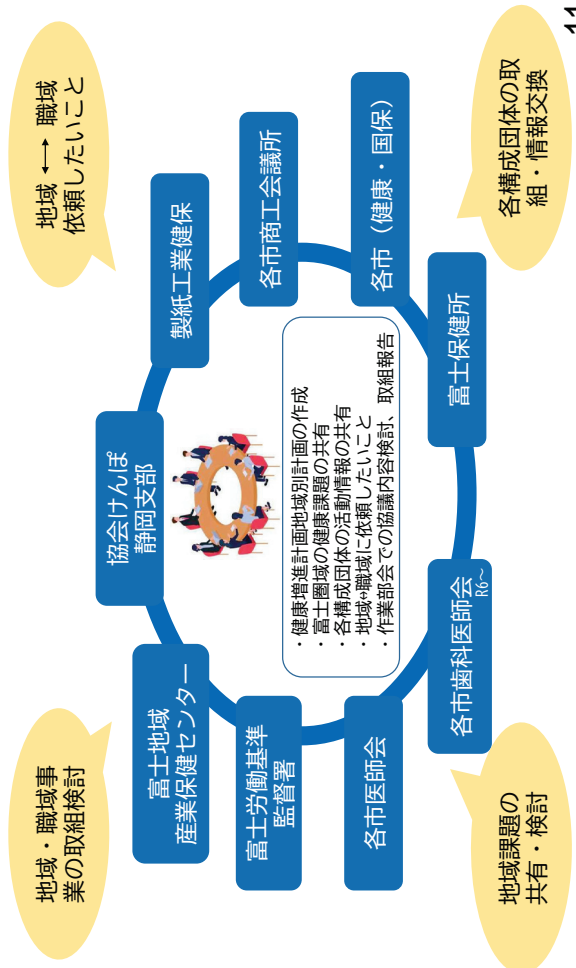 地域・職域事
業の取組検討
地域 ⟷ 職域
依頼したいこと
協会けんぽ
静岡支部
製紙工業健保
各市商工会議所
各市（健康・国保）
富士保健所
各市歯科医師会
R6～
各市医師会
富士労働基準
監督署
富士地域
産業保健センター
・健康増進計画地域別計画の作成
・富士圏域の健康課題の共有
・各構成団体の活動情報の共有
・地域⇔職域に依頼したいこと
・作業部会での協議内容検討、取組報告
地域課題の
共有・検討
各構成団体の取
組・情報交換
11